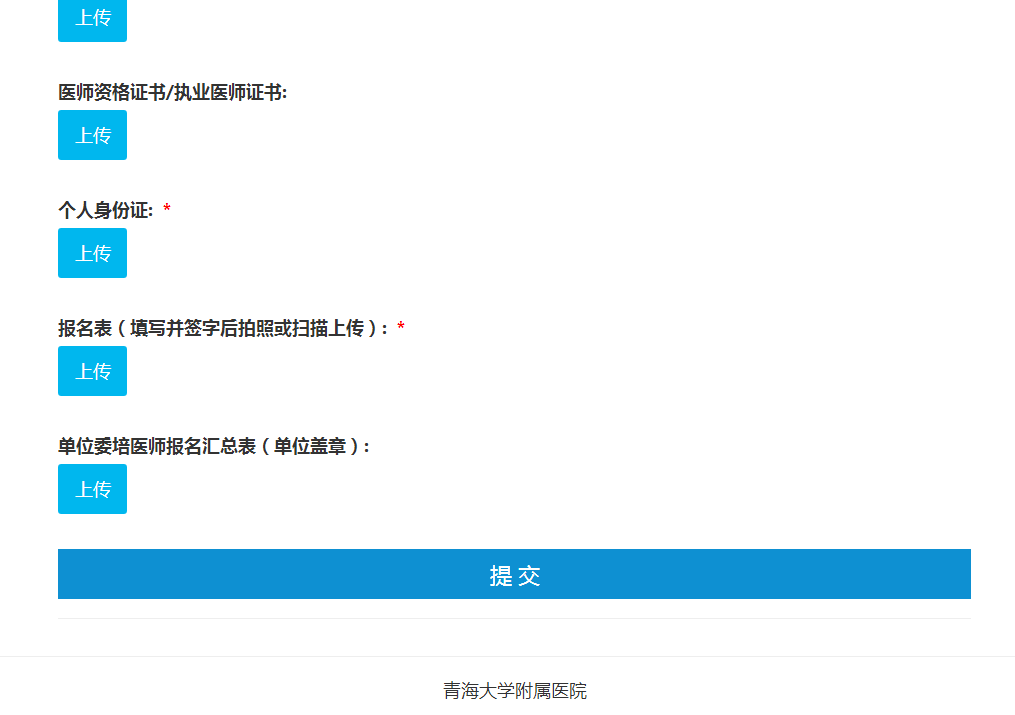 上传
医师资格证书/执业医师证书:
上传
个人身份证: *
上传
报名表（填写并签字后拍照或扫描上传）: *
上传
单位委培医师报名汇总表（单位盖章）:
上传
提 交
青海大学附属医院